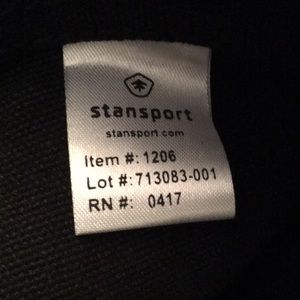 stansport
stansport.com
Item #: 1206
Lot #: 713083-001
RN #: 0417